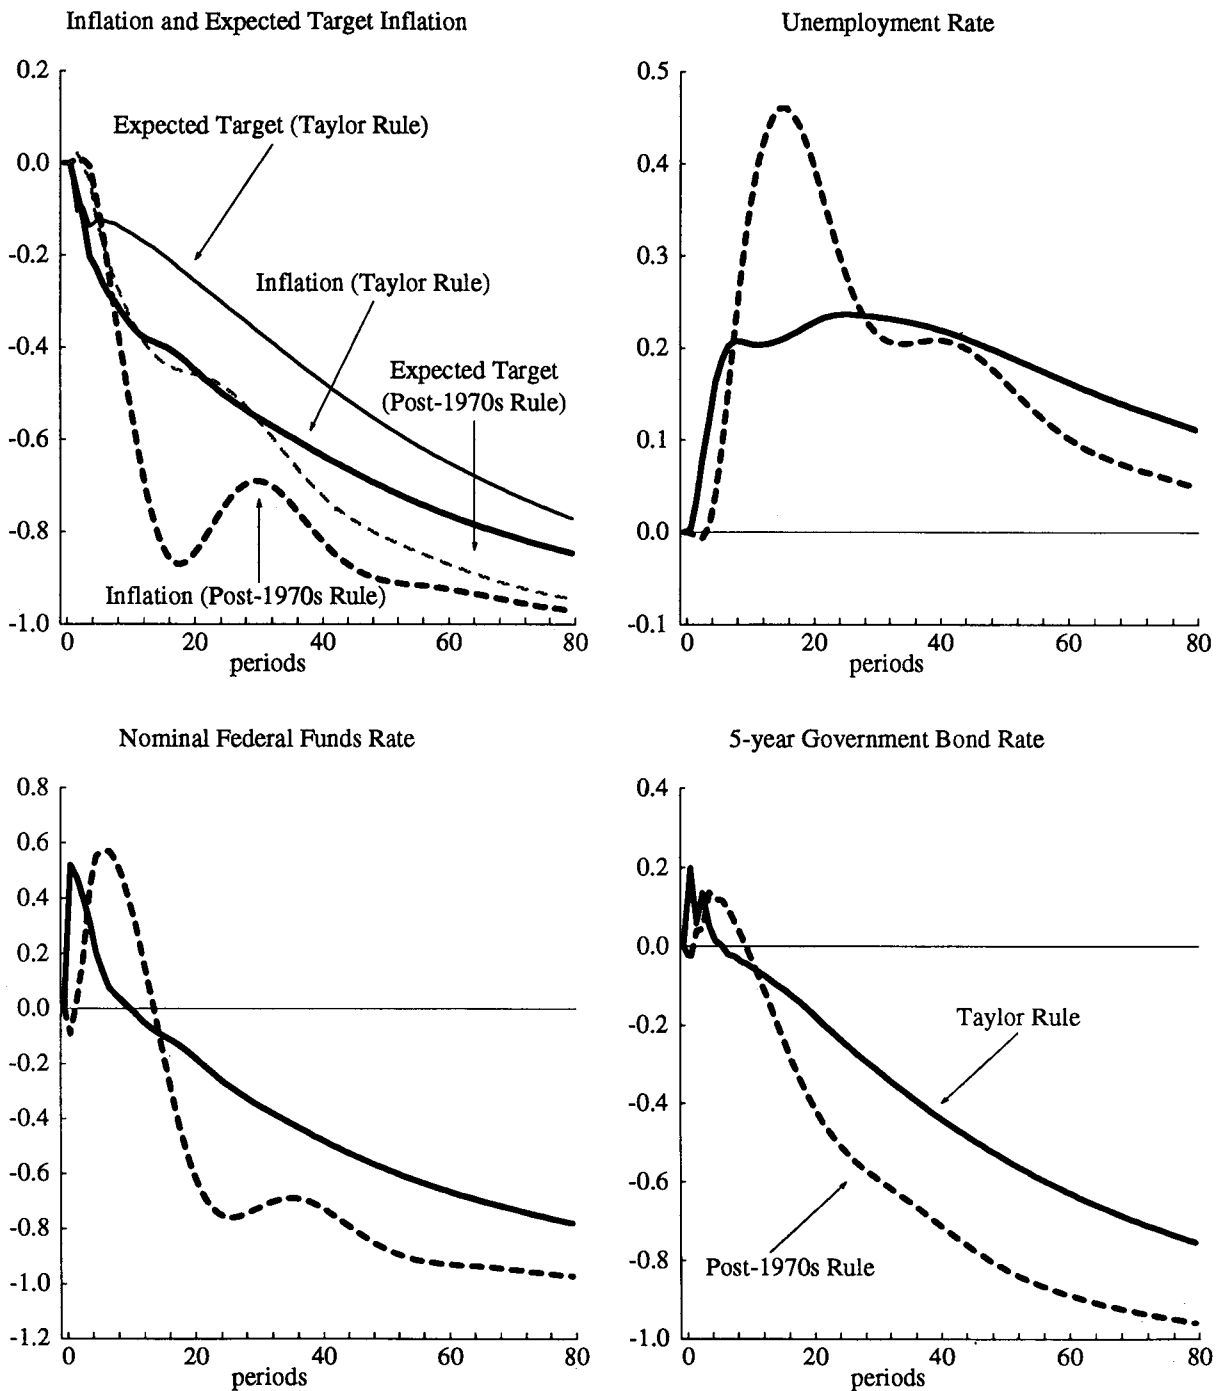 Inflation and Expected Target Inflation
0.2
Expected Target (Taylor Rule)
0.0
-0.2
Inflation (Taylor Rule)
-0.4
Expected Target
(Post-1970s Rule)
-0.6
-0.8
Inflation (Post-1970s Rule)
-1.0
0 20 40 60 80
periods
Unemployment Rate
0.5
0.4
0.3
0.2
0.1
0.0
-0.1
0 20 40 60 80
periods
Nominal Federal Funds Rate
0.8
0.6
0.4
0.2
0.0
-0.2
-0.4
-0.6
-0.8
-1.0
-1.2
0 20 40 60 80
periods
5-year Government Bond Rate
0.4
0.2
0.0
Taylor Rule
-0.2
-0.4
-0.6
-0.8
Post-1970s Rule
-1.0
0 20 40 60 80
periods